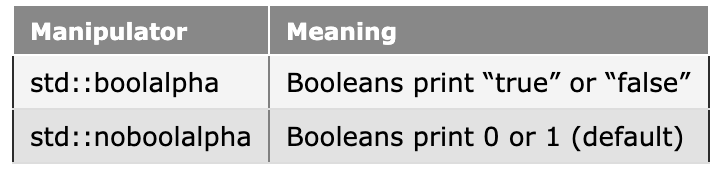 Manipulator Meaning
std::boolalpha Booleans print “true” or “false”
std::noboolalpha Booleans print 0 or 1 (default)